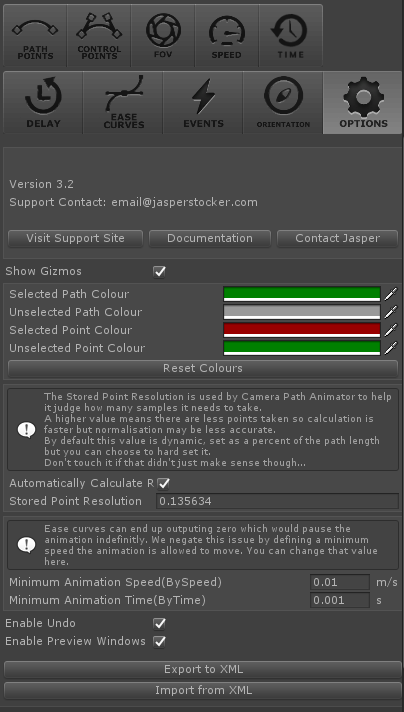 PATH POINTS
CONTROL POINTS
FOV
SPEED
TIME
DELAY
EASE CURVES
EVENTS
ORIENTATION
OPTIONS
Version 3.2
Support Contact: email@jasperstocker.com
Visit Support Site
Documentation
Contact Jasper
Show Gizmos
Selected Path Colour
Unselected Path Colour
Selected Point Colour
Unselected Point Colour
Reset Colours
The Stored Point Resolution is used by Camera Path Animator to help
it judge how many samples it needs to take.
A higher value means there are less points taken so calculation is
faster but normalisation may be less accurate.
By default this value is dynamic, set as a percent of the path length
but you can choose to hard set it.
Don't touch it if that didn't just make sense though...
Automatically Calculate R
Stored Point Resolution 0.135634
Ease curves can end up outputing zero which would pause the
animation indefinitly. We negate this issue by defining a minimum
speed the animation is allowed to move. You can change that value
here.
Minimum Animation Speed(BySpeed) 0.01 m/s
Minimum Animation Time(ByTime) 0.001 s
Enable Undo
Enable Preview Windows
Export to XML
Import from XML